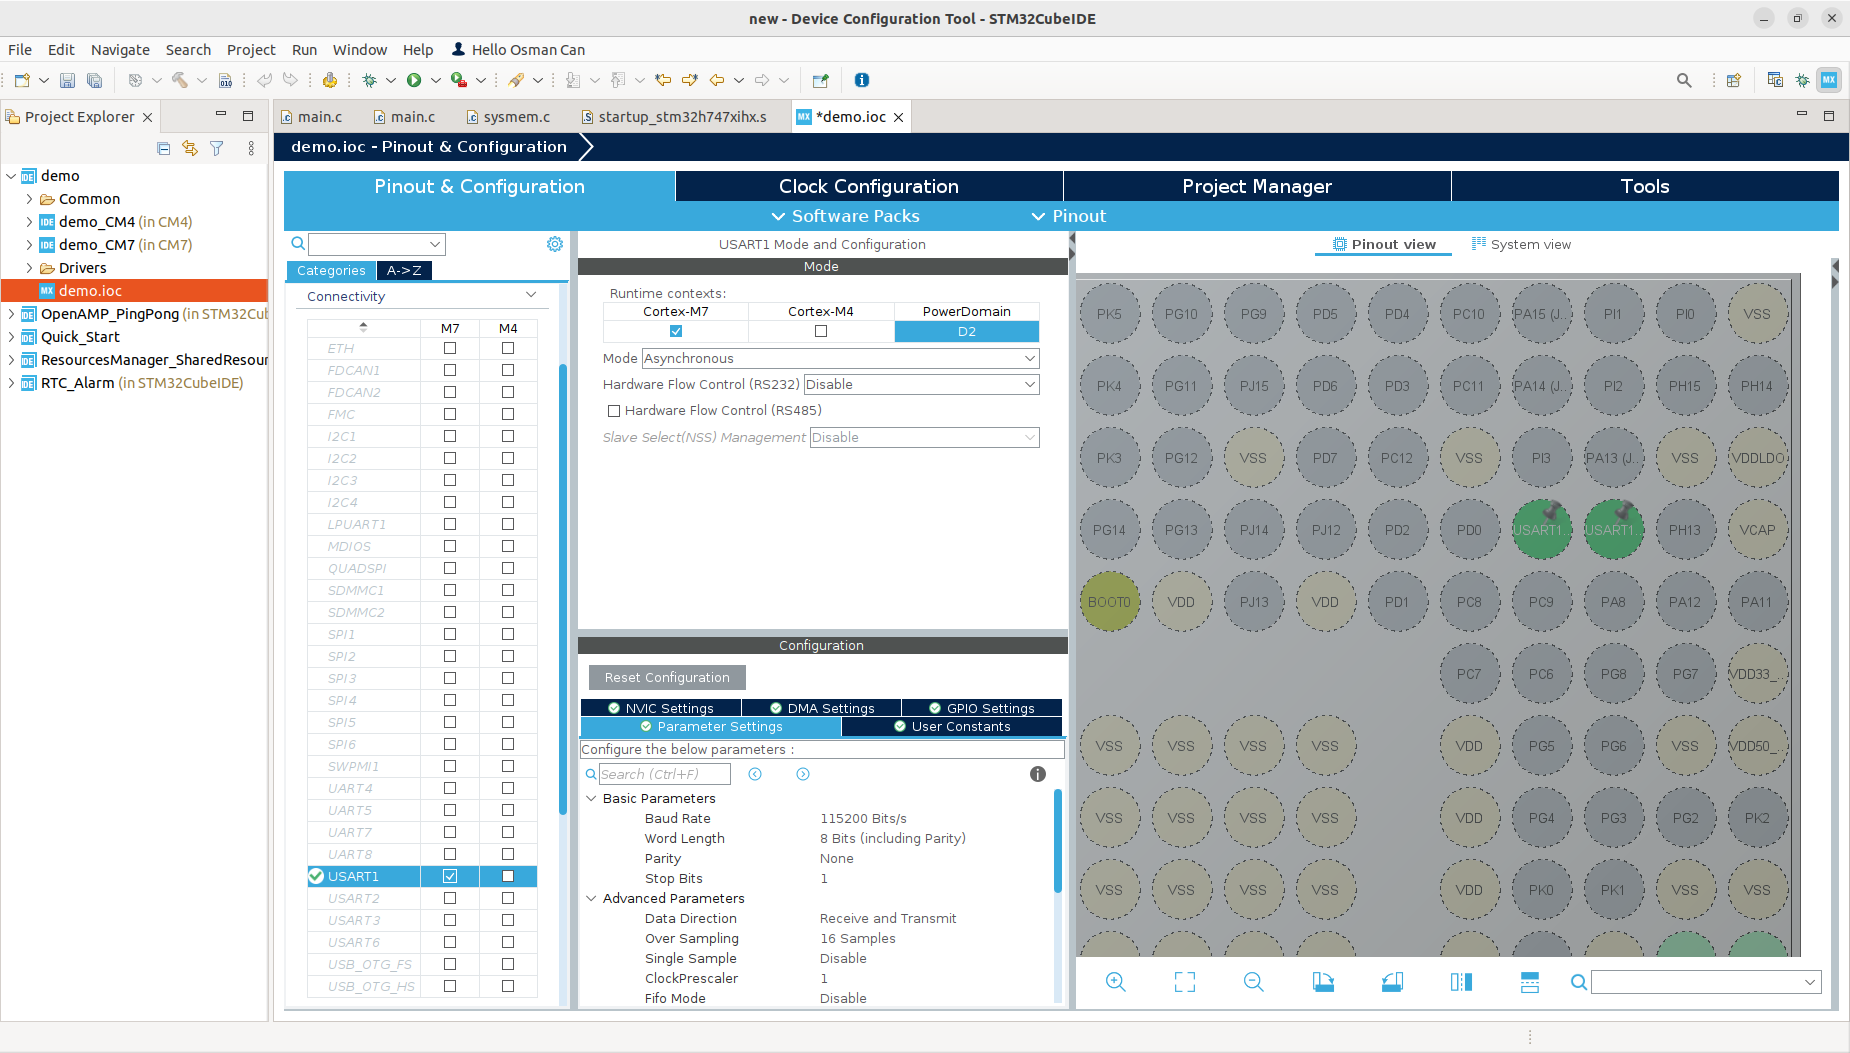 new - Device Configuration Tool - STM32CubeIDE
File Edit Navigate Search Project Run Window Help Hello Osman Can
Project Explorer
main.c main.c sysmem.c startup_stm32h747xihx.s *demo.ioc
demo.ioc - Pinout & Configuration
demo
Common
demo_CM4 (in CM4)
demo_CM7 (in CM7)
Drivers
demo.ioc
OpenAMP_PingPong (in STM32Cul
Quick_Start
ResourcesManager_SharedResour
RTC_Alarm (in STM32CubeIDE)
Pinout & Configuration Clock Configuration Project Manager Tools
Software Packs Pinout
Categories A->Z
Connectivity
M7 M4
ETH
FDCAN1
FDCAN2
FMC
I2C1
I2C2
I2C3
I2C4
LPUART1
MDIOS
QUADSPI
SDMMC1
SDMMC2
SPI1
SPI2
SPI3
SPI4
SPI5
SPI6
SWPMI1
UART4
UART5
UART7
UART8
USART1
USART2
USART3
USART6
USB_OTG_FS
USB_OTG_HS
USART1 Mode and Configuration
Mode
Runtime contexts:
Cortex-M7 Cortex-M4 PowerDomain
D2
Mode Asynchronous
Hardware Flow Control (RS232) Disable
Hardware Flow Control (RS485)
Slave Select(NSS) Management Disable
Configuration
Reset Configuration
NVIC Settings DMA Settings GPIO Settings
Parameter Settings User Constants
Configure the below parameters :
Search (Ctrl+F)
Basic Parameters
Baud Rate 115200 Bits/s
Word Length 8 Bits (including Parity)
Parity None
Stop Bits 1
Advanced Parameters
Data Direction Receive and Transmit
Over Sampling 16 Samples
Single Sample Disable
ClockPrescaler 1
Fifo Mode Disable
Pinout view System view
PK5 PG10 PG9 PD5 PD4 PC10 PA15 (J... PI1 PI0 VSS
PK4 PG11 PJ15 PD6 PD3 PC11 PA14 (J... PI2 PH15 PH14
PK3 PG12 VSS PD7 PC12 VSS PI3 PA13 (J... VSS VDDLDO
PG14 PG13 PJ14 PJ12 PD2 PD0 USART1... USART1... PH13 VCAP
BOOT0 VDD PJ13 VDD PD1 PC8 PC9 PA8 PA12 PA11
PC7 PC6 PG8 PG7 VDD33_...
VSS VSS VSS VSS VDD PG5 PG6 VSS VDD50_...
VSS VSS VSS VSS VDD PG4 PG3 PG2 PK2
VSS VSS VSS VSS VDD PK0 PK1 VSS VSS